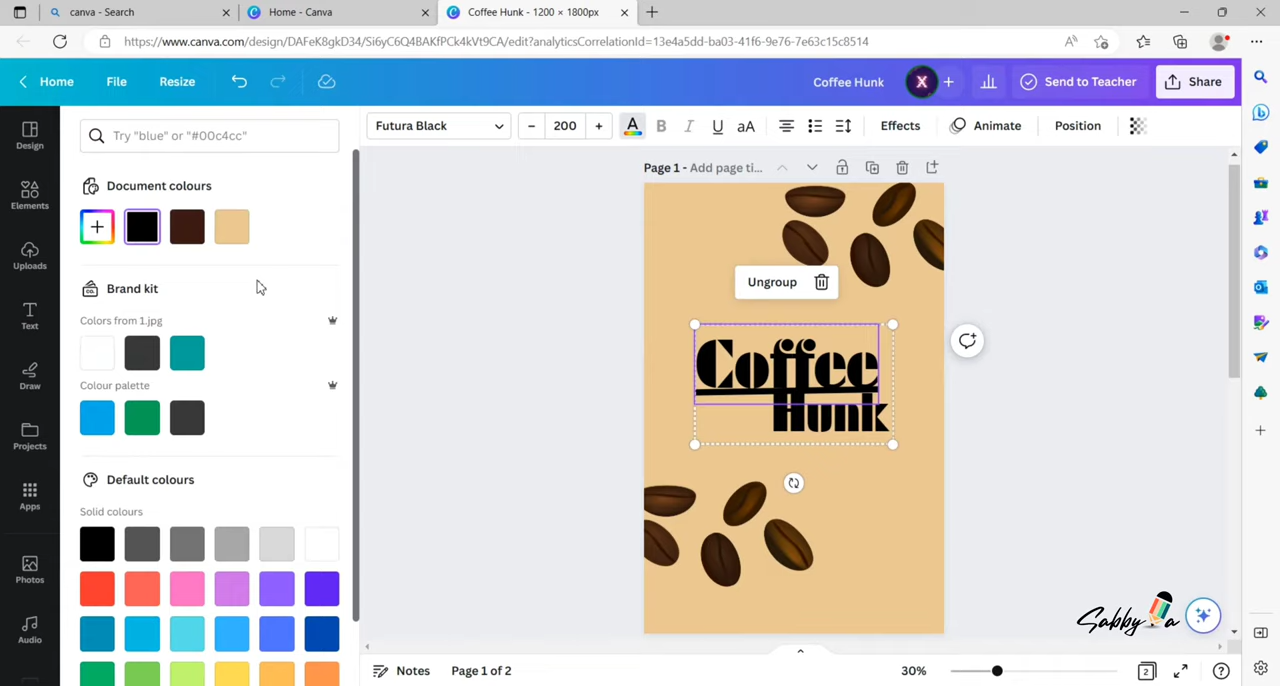 canva - Search
Home - Canva
Coffee Hunk - 1200 × 1800px
https://www.canva.com/design/DAFeK8gkD34/Si6yC6Q4BAKfPCk4kVt9CA/edit?analyticsCorrelationId=13e4a5dd-ba03-41f6-9e76-7e63c15c8514
Home
File
Resize
Coffee Hunk
X
Send to Teacher
Share
Design
Elements
Uploads
Text
Draw
Projects
Apps
Photos
Audio
Try "blue" or "#00c4cc"
Document colours
Brand kit
Colors from 1.jpg
Colour palette
Default colours
Solid colours
Futura Black
200
A
B
I
U
aA
Effects
Animate
Position
Page 1 - Add page ti...
Ungroup
Coffee
Hunk
Sabby
a
Notes
Page 1 of 2
30%
2